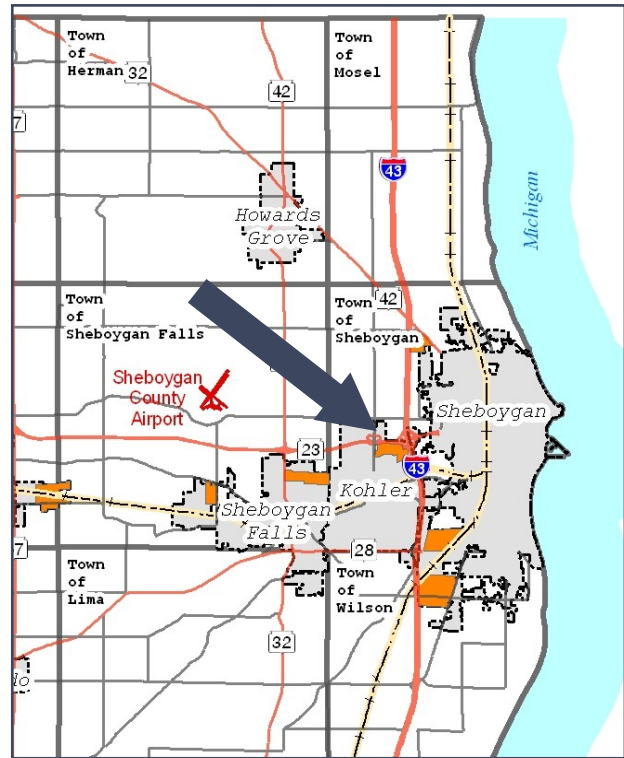 Town
of
Herman
32
Town
of
Mosel
42
7
43
Howards
Grove
Michigan
Town
of
Sheboygan Falls
Town
of
Sheboygan
42
Sheboygan
County
Airport
Sheboygan
23
43
Kohler
Sheboygan
Falls
28
7
Town
of
Lima
Town
of
Wilson
32
lo